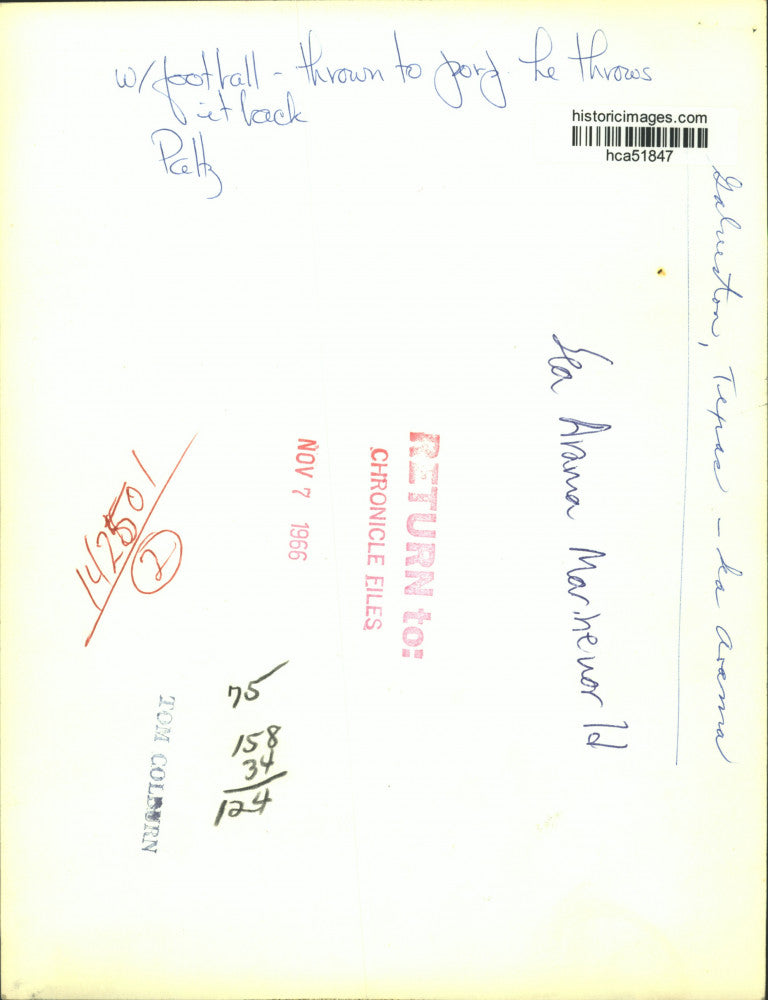 w/football - thrown to porp. he throws
it back
Patty
historicimages.com
hca51847
Galveston, Texas - Sea Arama
Sea Arama Marineworld
RETURN to:
CHRONICLE FILES
NOV 7 1966
142501
2
75
158
34
124
TOM COLBURN